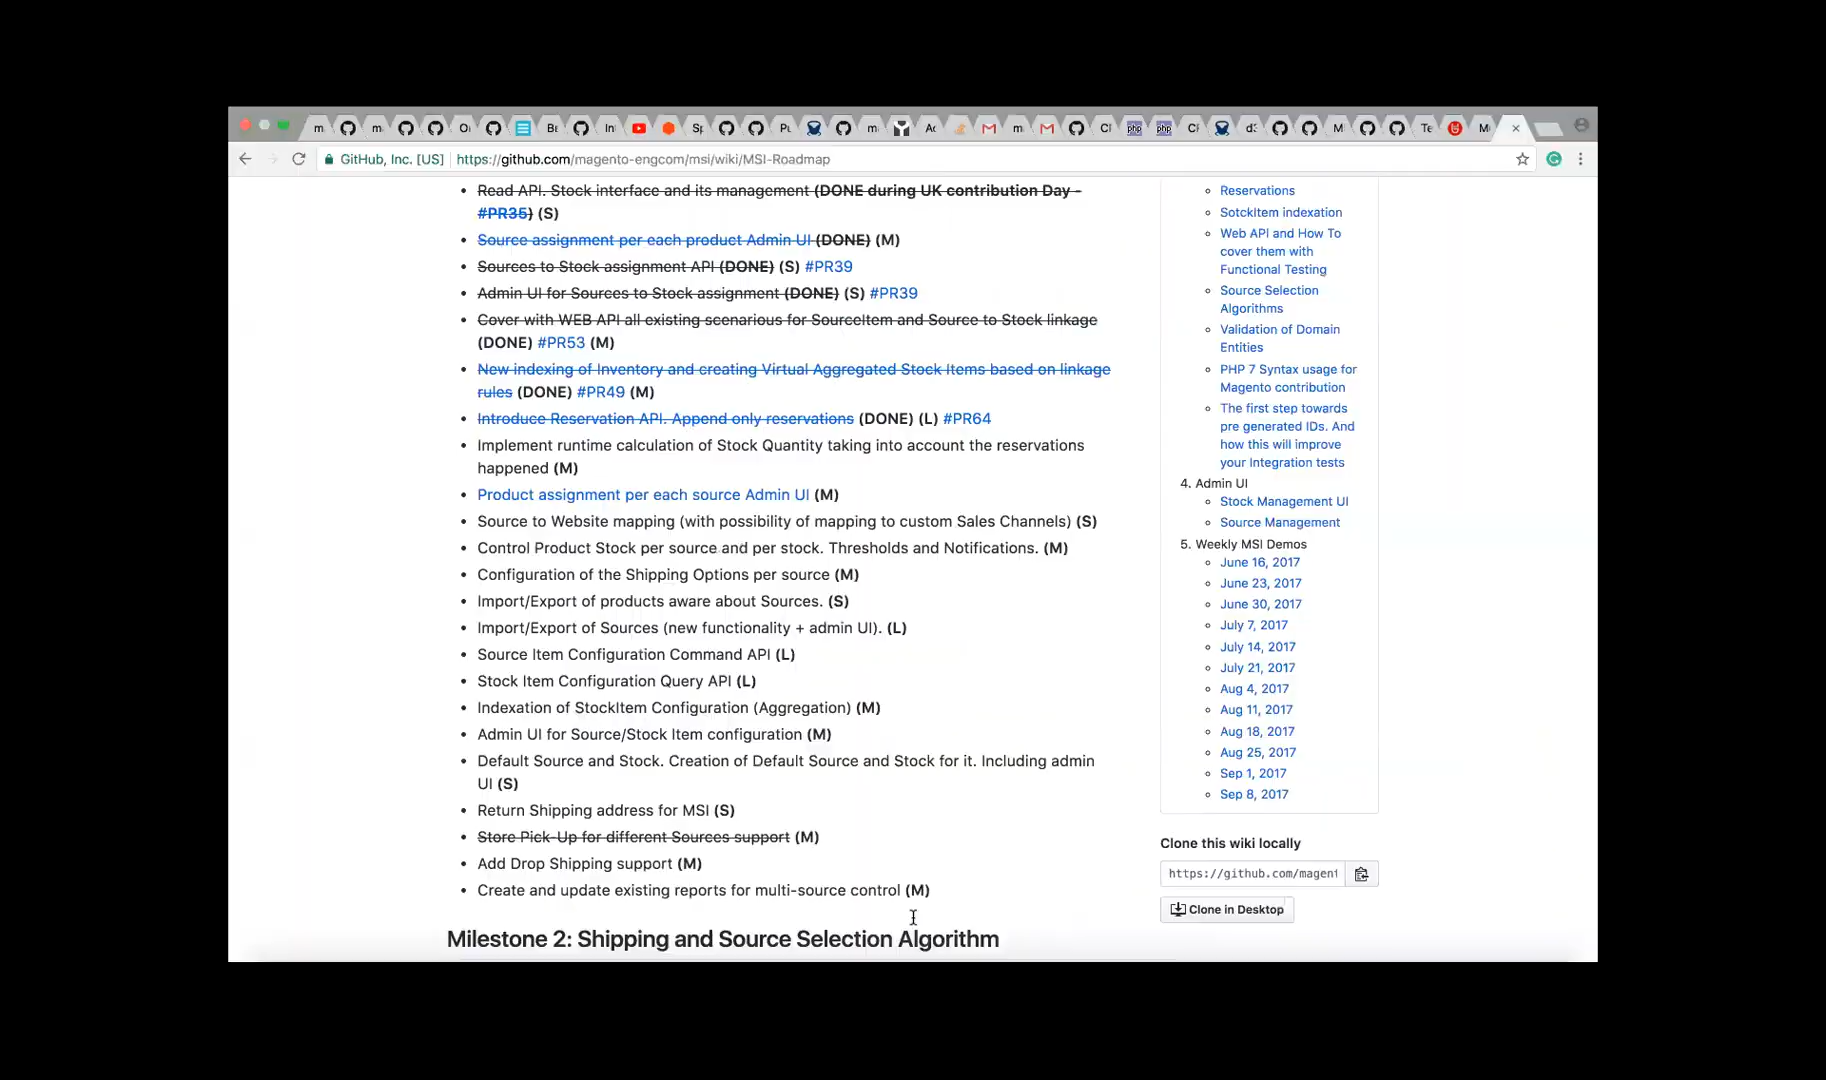 m m O Be In Sp Pu m Ac m Cl php php Cl d: M Te M
GitHub, Inc. [US] https://github.com/magento-engcom/msi/wiki/MSI-Roadmap
Read API. Stock interface and its management (DONE during UK contribution Day -
#PR35) (S)
Source assignment per each product Admin UI (DONE) (M)
Sources to Stock assignment API (DONE) (S) #PR39
Admin UI for Sources to Stock assignment (DONE) (S) #PR39
Cover with WEB API all existing scenarious for SourceItem and Source to Stock linkage
(DONE) #PR53 (M)
New indexing of Inventory and creating Virtual Aggregated Stock Items based on linkage
rules (DONE) #PR49 (M)
Introduce Reservation API. Append only reservations (DONE) (L) #PR64
Implement runtime calculation of Stock Quantity taking into account the reservations
happened (M)
Product assignment per each source Admin UI (M)
Source to Website mapping (with possibility of mapping to custom Sales Channels) (S)
Control Product Stock per source and per stock. Thresholds and Notifications. (M)
Configuration of the Shipping Options per source (M)
Import/Export of products aware about Sources. (S)
Import/Export of Sources (new functionality + admin UI). (L)
Source Item Configuration Command API (L)
Stock Item Configuration Query API (L)
Indexation of StockItem Configuration (Aggregation) (M)
Admin UI for Source/Stock Item configuration (M)
Default Source and Stock. Creation of Default Source and Stock for it. Including admin
UI (S)
Return Shipping address for MSI (S)
Store Pick-Up for different Sources support (M)
Add Drop Shipping support (M)
Create and update existing reports for multi-source control (M)
Milestone 2: Shipping and Source Selection Algorithm
Reservations
SotckItem indexation
Web API and How To
cover them with
Functional Testing
Source Selection
Algorithms
Validation of Domain
Entities
PHP 7 Syntax usage for
Magento contribution
The first step towards
pre generated IDs. And
how this will improve
your Integration tests
4. Admin UI
Stock Management UI
Source Management
5. Weekly MSI Demos
June 16, 2017
June 23, 2017
June 30, 2017
July 7, 2017
July 14, 2017
July 21, 2017
Aug 4, 2017
Aug 11, 2017
Aug 18, 2017
Aug 25, 2017
Sep 1, 2017
Sep 8, 2017
Clone this wiki locally
https://github.com/magent
Clone in Desktop